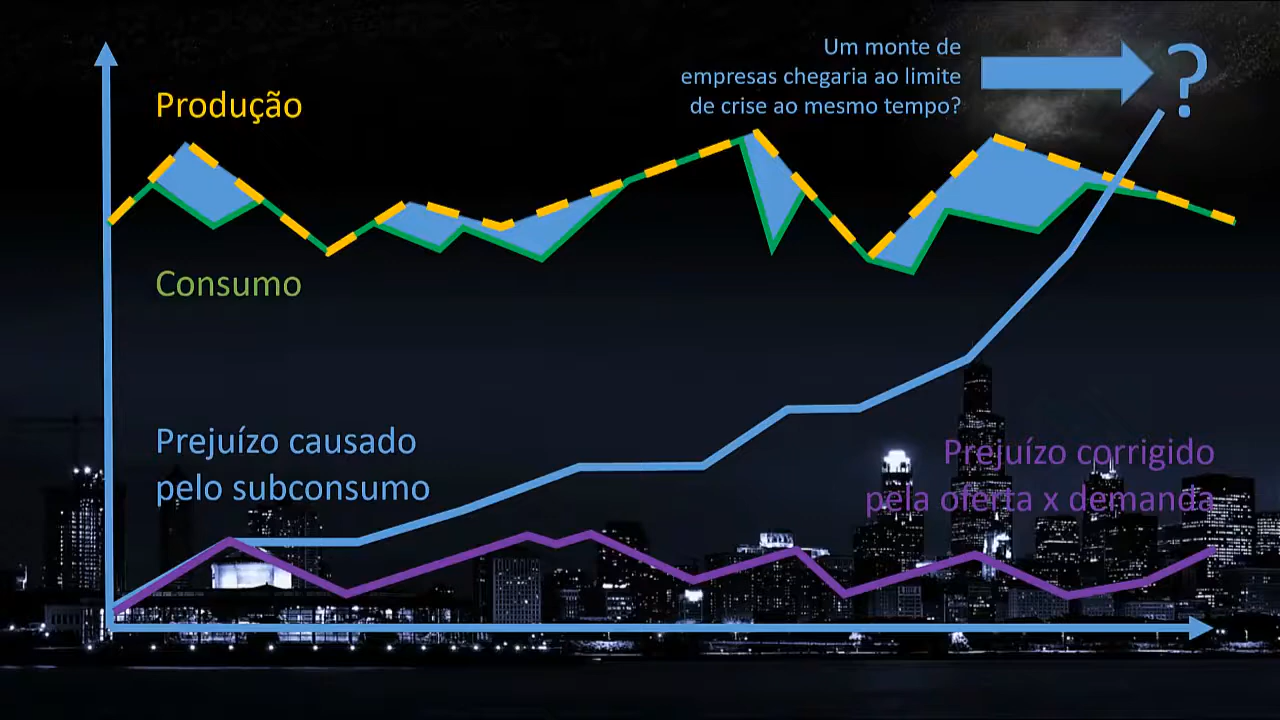 Um monte de
empresas chegaria ao limite
de crise ao mesmo tempo?
?
Produção
Consumo
Prejuízo causado
pelo subconsumo
Prejuízo corrigido
pela oferta x demanda